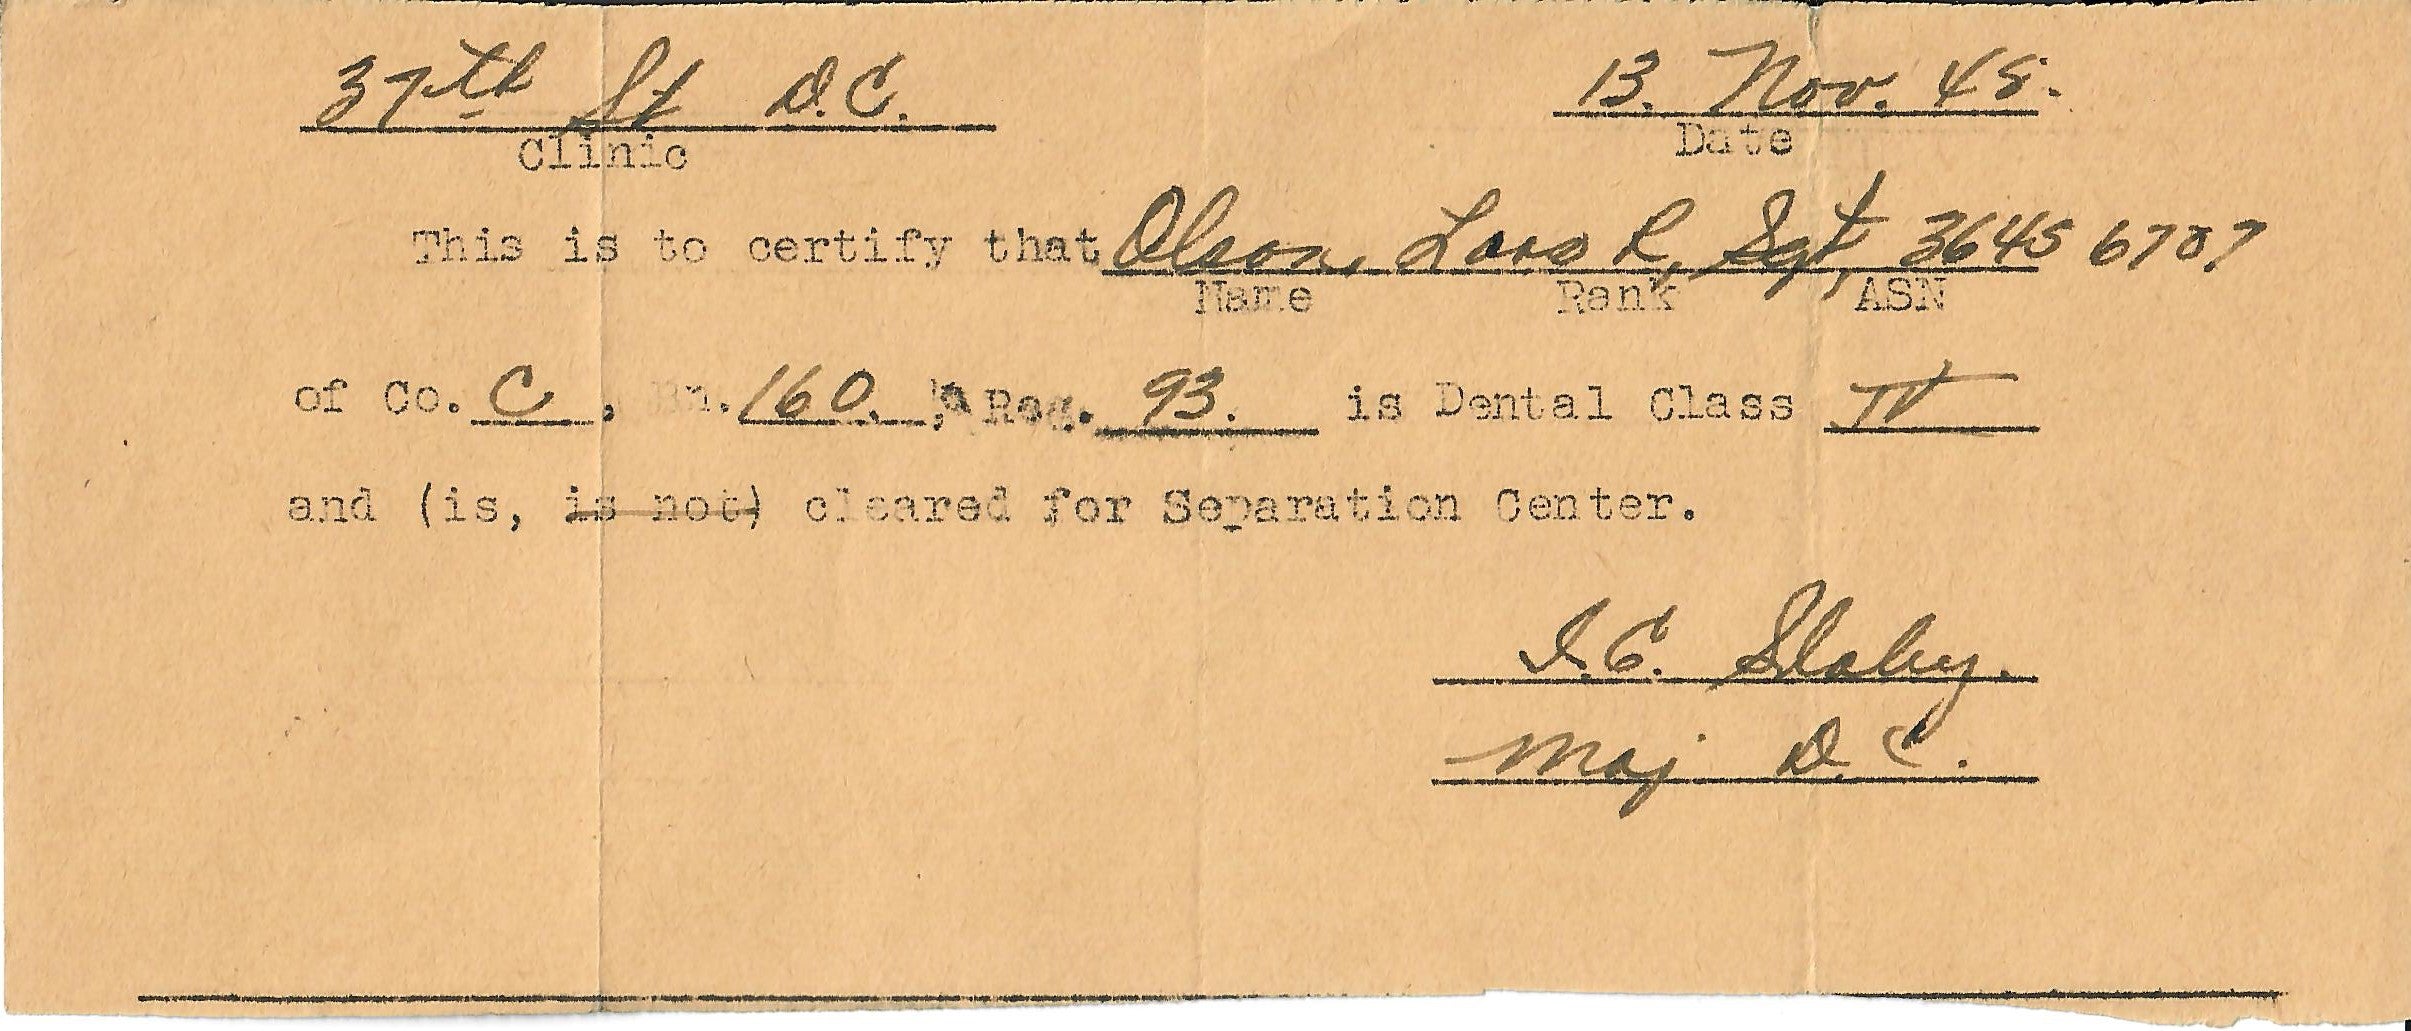 37th St D.C. 13. Nov. 45.
Clinic Date
This is to certify that Olson, Lars R, Sgt, 3645 6707
Name Rank ASN
of Co. C, Bn. 160., Reg. 93. is Dental Class IV
and (is, is not) cleared for Separation Center.
I.C. Slaby.
Maj D.C.